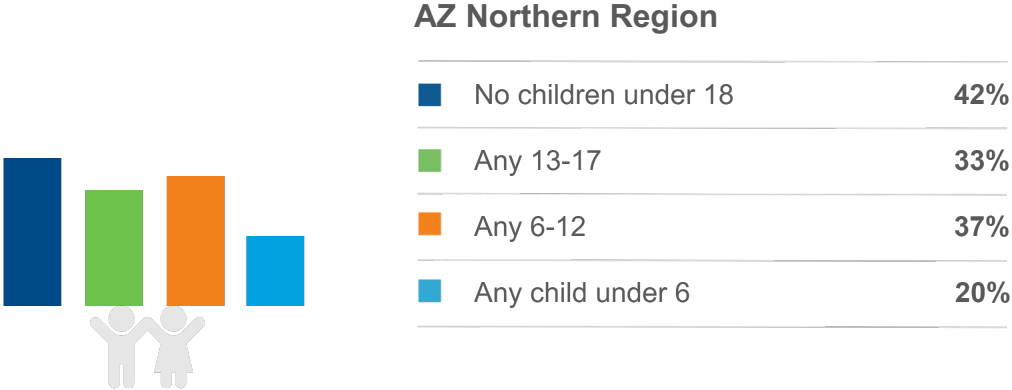 AZ Northern Region
No children under 18 42%
Any 13-17 33%
Any 6-12 37%
Any child under 6 20%